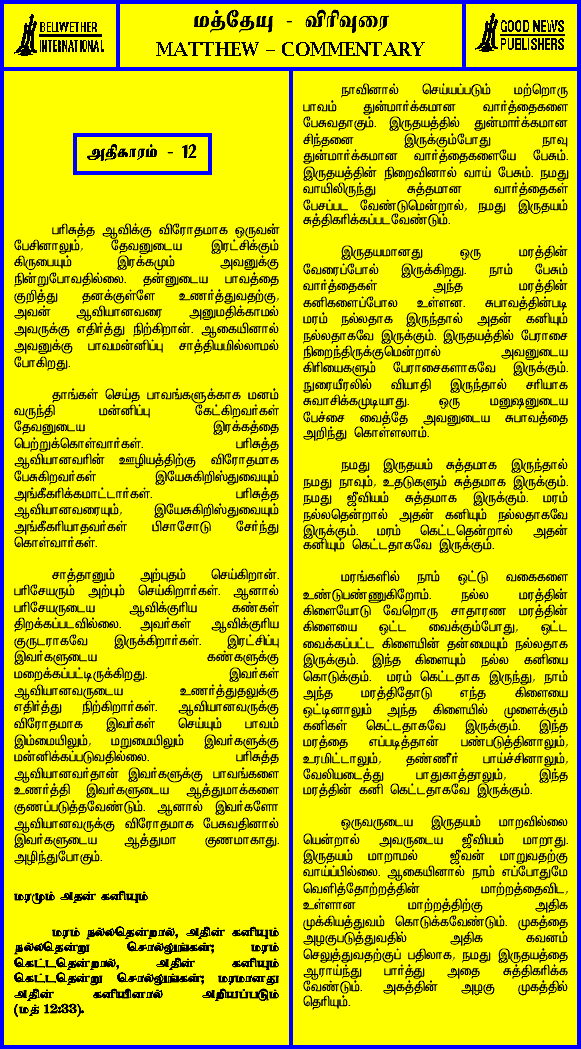 BELIWETHER
INTERNATIONAL
மத்தேயு - விரிவுரை
MATTHEW – COMMENTARY
GOOD NEWS
PUBLISHERS
அதிகாரம் - 12
பரிசுத்த ஆவிக்கு விரோதமாக ஒருவன்
பேசினாலும், தேவனுடைய இரட்சிக்கும்
கிருபையும் இரக்கமும் அவனுக்கு
நின்றுபோவதில்லை. தன்னுடைய பாவத்தை
குறித்து தனக்குள்ளே உணர்த்துவதற்கு,
அவன் ஆவியானவரை அனுமதிக்காமல்
அவருக்கு எதிர்த்து நிற்கிறான். ஆகையினால்
அவனுக்கு பாவமன்னிப்பு சாத்தியமில்லாமல்
போகிறது.
தாங்கள் செய்த பாவங்களுக்காக மனம்
வருந்தி மன்னிப்பு கேட்கிறவர்கள்
தேவனுடைய இரக்கத்தை
பெற்றுக்கொள்வார்கள். பரிசுத்த
ஆவியானவரின் ஊழியத்திற்கு விரோதமாக
பேசுகிறவர்கள் இயேசுகிறிஸ்துவையும்
அங்கீகரிக்கமாட்டார்கள். பரிசுத்த
ஆவியானவரையும், இயேசுகிறிஸ்துவையும்
அங்கீகரியாதவர்கள் பிசாசோடு சேர்ந்து
கொள்வார்கள்.
சாத்தானும் அற்புதம் செய்கிறான்.
பரிசேயரும் அற்பும் செய்கிறார்கள். ஆனால்
பரிசேயருடைய ஆவிக்குரிய கண்கள்
திறக்கப்படவில்லை. அவர்கள் ஆவிக்குரிய
குருடராகவே இருக்கிறார்கள். இரட்சிப்பு
இவர்களுடைய கண்களுக்கு
மறைக்கப்பட்டிருக்கிறது. இவர்கள்
ஆவியானவருடைய உணர்த்துதலுக்கு
எதிர்த்து நிற்கிறார்கள். ஆவியானவருக்கு
விரோதமாக இவர்கள் செய்யும் பாவம்
இம்மையிலும், மறுமையிலும் இவர்களுக்கு
மன்னிக்கப்படுவதில்லை. பரிசுத்த
ஆவியானவர்தான் இவர்களுக்கு பாவங்களை
உணர்த்தி இவர்களுடைய ஆத்துமாக்களை
குணப்படுத்தவேண்டும். ஆனால் இவர்களோ
ஆவியானவருக்கு விரோதமாக பேசுவதினால்
இவர்களுடைய ஆத்துமா குணமாகாது.
அழிந்துபோகும்.
மரமும் அதன் கனியும்
மரம் நல்லதென்றால், அதின் கனியும்
நல்லதென்று சொல்லுங்கள்; மரம்
கெட்டதென்றால், அதின் கனியும்
கெட்டதென்று சொல்லுங்கள்; மரமானது
அதின் கனியினால் அறியப்படும்
(மத் 12:33).
நாவினால் செய்யப்படும் மற்றொரு
பாவம் துன்மார்க்கமான வார்த்தைகளை
பேசுவதாகும். இருதயத்தில் துன்மார்க்கமான
சிந்தனை இருக்கும்போது நாவு
துன்மார்க்கமான வார்த்தைகளையே பேசும்.
இருதயத்தின் நிறைவினால் வாய் பேசும். நமது
வாயிலிருந்து சுத்தமான வார்த்தைகள்
பேசப்பட வேண்டுமென்றால், நமது இருதயம்
சுத்திகரிக்கப்படவேண்டும்.
இருதயமானது ஒரு மரத்தின்
வேரைப்போல் இருக்கிறது. நாம் பேசும்
வார்த்தைகள் அந்த மரத்தின்
கனிகளைப்போல உள்ளன. சுபாவத்தின்படி
மரம் நல்லதாக இருந்தால் அதன் கனியும்
நல்லதாகவே இருக்கும். இருதயத்தில் பேராசை
நிறைந்திருக்குமென்றால் அவனுடைய
கிரியைகளும் பேராசைகளாகவே இருக்கும்.
நுரையீரலில் வியாதி இருந்தால் சரியாக
சுவாசிக்கமுடியாது. ஒரு மனுஷனுடைய
பேச்சை வைத்தே அவனுடைய சுபாவத்தை
அறிந்து கொள்ளலாம்.
நமது இருதயம் சுத்தமாக இருந்தால்
நமது நாவும், உதடுகளும் சுத்தமாக இருக்கும்.
நமது ஜீவியம் சுத்தமாக இருக்கும். மரம்
நல்லதென்றால் அதன் கனியும் நல்லதாகவே
இருக்கும். மரம் கெட்டதென்றால் அதன்
கனியும் கெட்டதாகவே இருக்கும்.
மரங்களில் நாம் ஒட்டு வகைகளை
உண்டுபண்ணுகிறோம். நல்ல மரத்தின்
கிளையோடு வேறொரு சாதாரண மரத்தின்
கிளையை ஒட்ட வைக்கும்போது, ஒட்ட
வைக்கப்பட்ட கிளையின் தன்மையும் நல்லதாக
இருக்கும். இந்த கிளையும் நல்ல கனியை
கொடுக்கும். மரம் கெட்டதாக இருந்து, நாம்
அந்த மரத்திதோடு எந்த கிளையை
ஒட்டினாலும் அந்த கிளையில் முளைக்கும்
கனிகள் கெட்டதாகவே இருக்கும். இந்த
மரத்தை எப்படித்தான் பண்படுத்தினாலும்,
உரமிட்டாலும், தண்ணீர் பாய்ச்சினாலும்,
வேலியடைத்து பாதுகாத்தாலும், இந்த
மரத்தின் கனி கெட்டதாகவே இருக்கும்.
ஒருவருடைய இருதயம் மாறவில்லை
யென்றால் அவருடைய ஜீவியம் மாறாது.
இருதயம் மாறாமல் ஜீவன் மாறுவதற்கு
வாய்ப்பில்லை. ஆகையினால் நாம் எப்போதுமே
வெளித்தோற்றத்தின் மாற்றத்தைவிட,
உள்ளான மாற்றத்திற்கு அதிக
முக்கியத்துவம் கொடுக்கவேண்டும். முகத்தை
அழகுபடுத்துவதில் அதிக கவனம்
செலுத்துவதற்குப் பதிலாக, நமது இருதயத்தை
ஆராய்ந்து பார்த்து அதை சுத்திகரிக்க
வேண்டும். அகத்தின் அழகு முகத்தில்
தெரியும்.